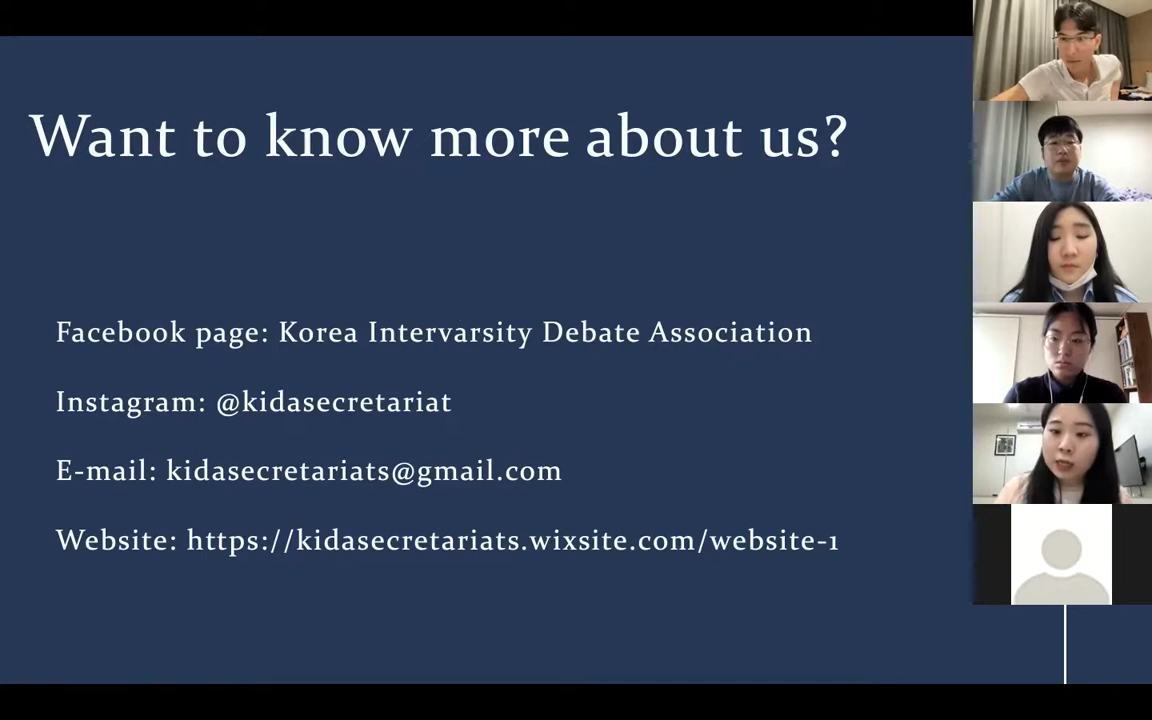 Want to know more about us?
Facebook page: Korea Intervarsity Debate Association
Instagram: @kidasecretariat
E-mail: kidasecretariats@gmail.com
Website: https://kidasecretariats.wixsite.com/website-1